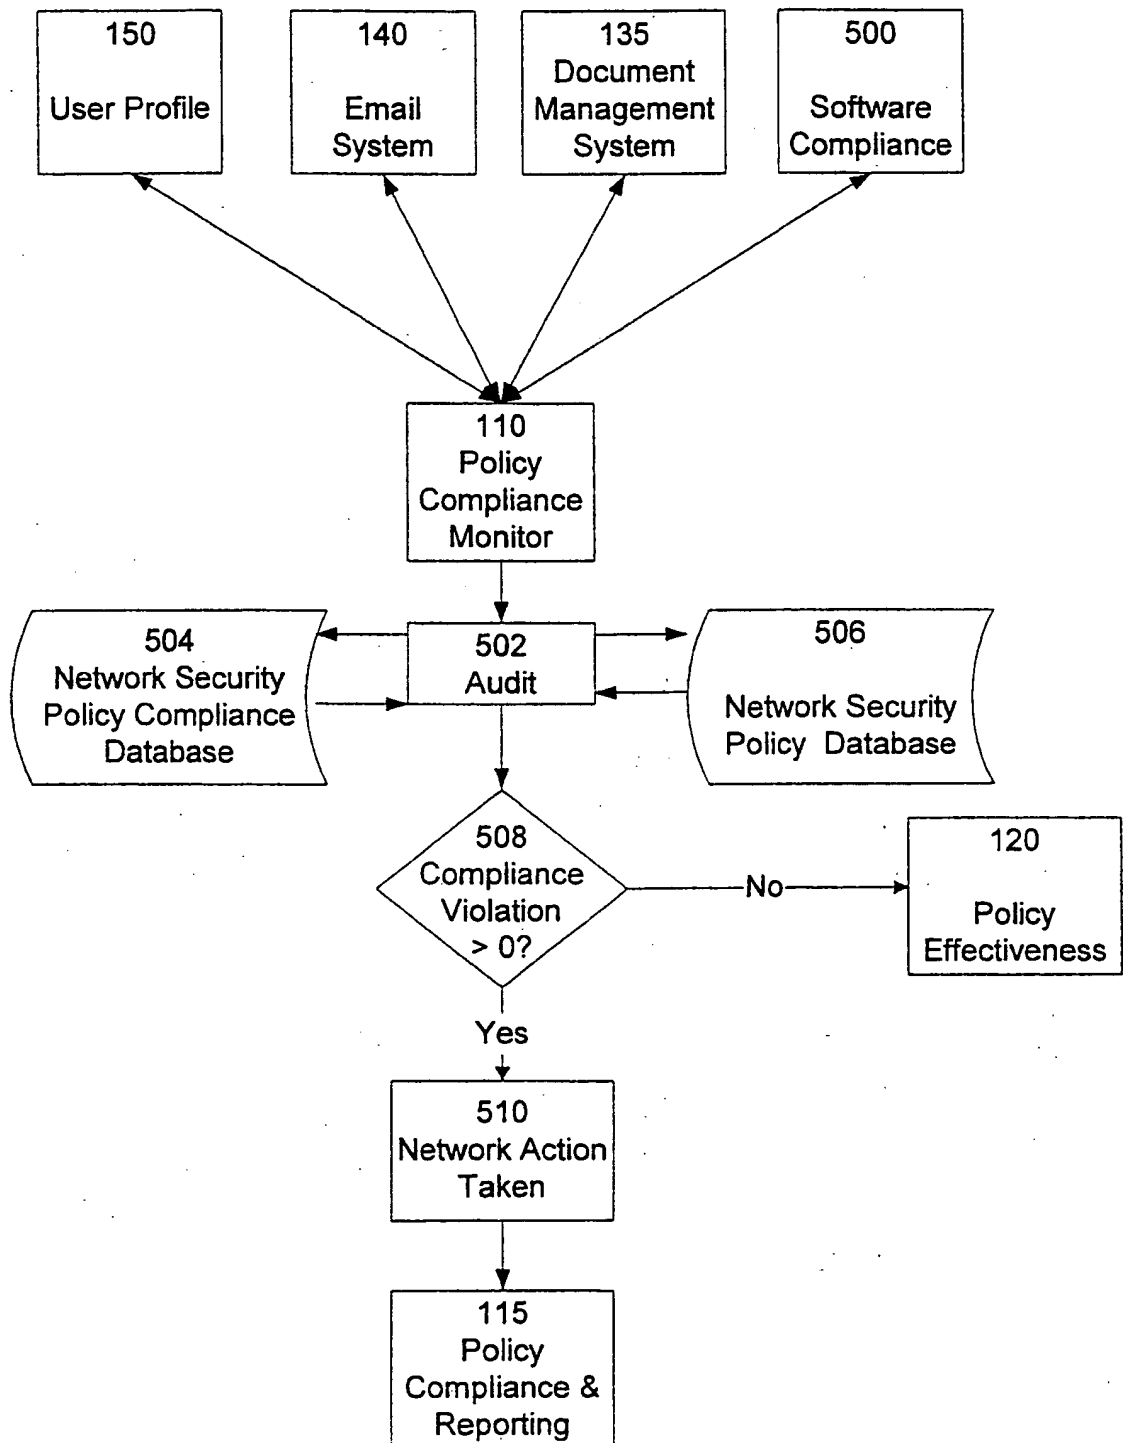 150
User Profile
140
Email
System
135
Document
Management
System
500
Software
Compliance
110
Policy
Compliance
Monitor
504
Network Security
Policy Compliance
Database
502
Audit
506
Network Security
Policy Database
508
Compliance
Violation
> 0?
No
120
Policy
Effectiveness
Yes
510
Network Action
Taken
115
Policy
Compliance &
Reporting